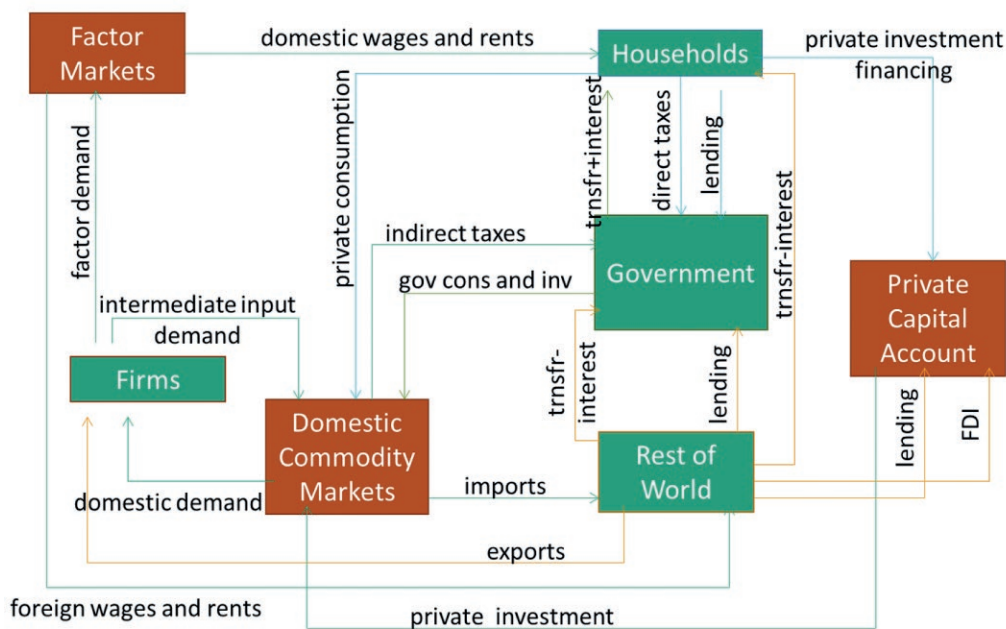 Factor
Markets
domestic wages and rents
Households
private investment
financing
factor demand
private consumption
trnsfr+interest
direct taxes
lending
trnsfr-interest
indirect taxes
Government
gov cons and inv
Private
Capital
Account
intermediate input
demand
Firms
trnsfr-
interest
lending
lending
FDI
Domestic
Commodity
Markets
Rest of
World
domestic demand
imports
exports
foreign wages and rents
private investment